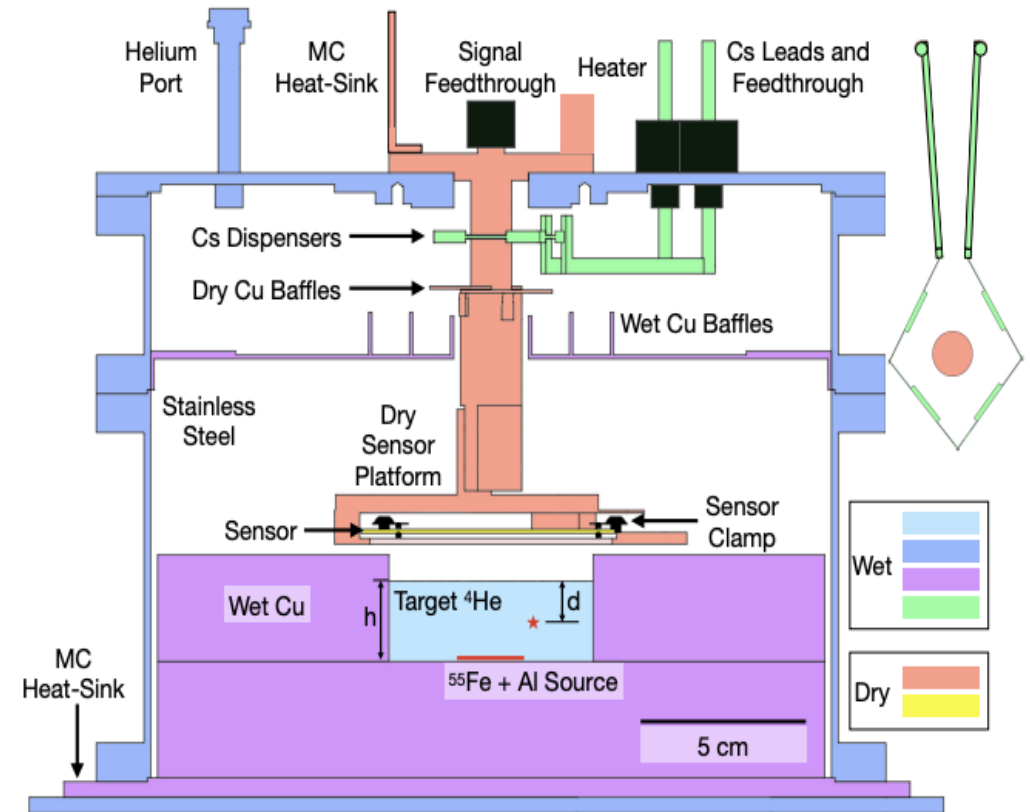 Helium
Port
MC
Heat-Sink
Signal
Feedthrough
Heater
Cs Leads and
Feedthrough
Cs Dispensers
Dry Cu Baffles
Wet Cu Baffles
Stainless
Steel
Dry
Sensor
Platform
Sensor
Sensor
Clamp
Wet Cu
h
Target ⁴He
d
⁵⁵Fe + Al Source
MC
Heat-Sink
5 cm
Wet
Dry